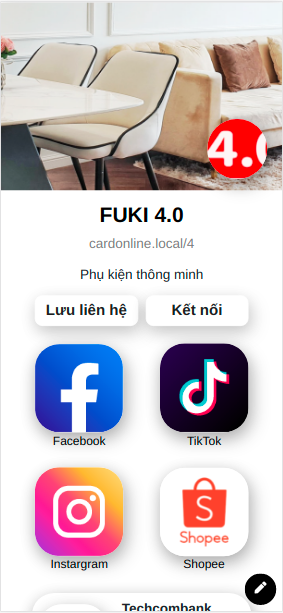 4.0
FUKI 4.0
cardonline.local/4
Phụ kiện thông minh
Lưu liên hệ
Kết nối
Facebook
TikTok
Shopee
Instargram
Shopee
Techcombank